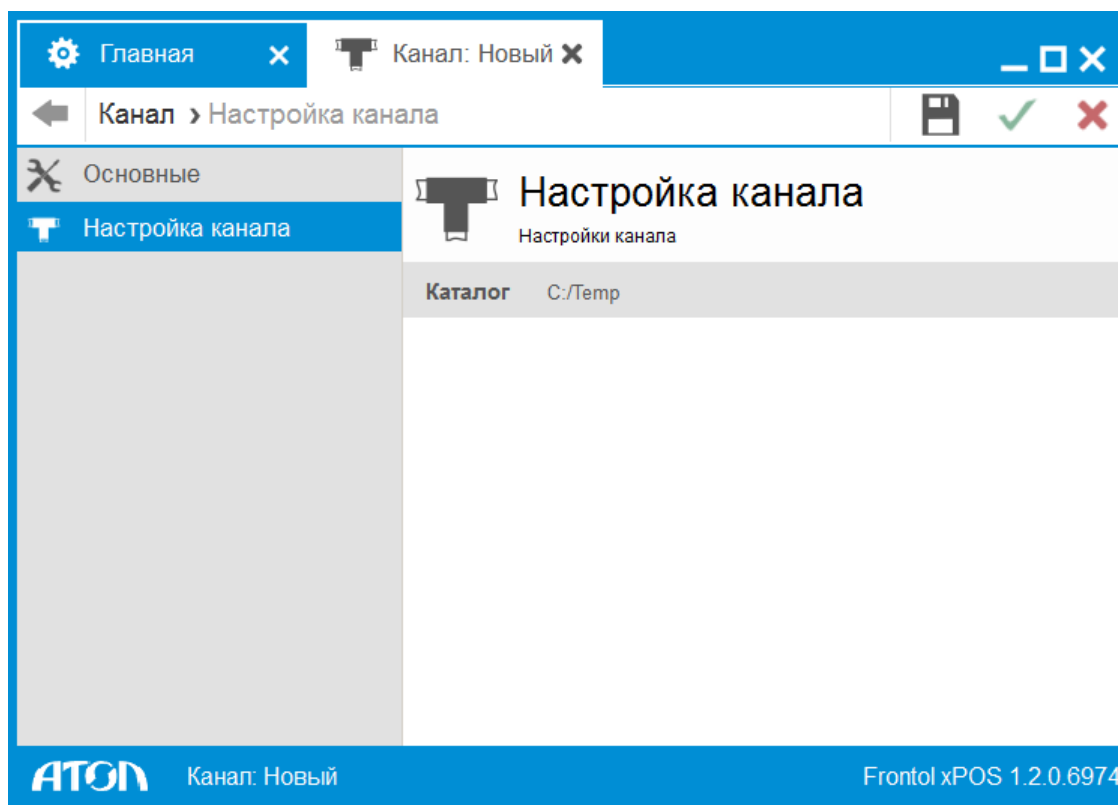 Главная
Канал: Новый
Канал › Настройка канала
Основные
Настройка канала
Настройка канала
Настройки канала
Каталог C:/Temp
ATOЛ Канал: Новый Frontol xPOS 1.2.0.6974